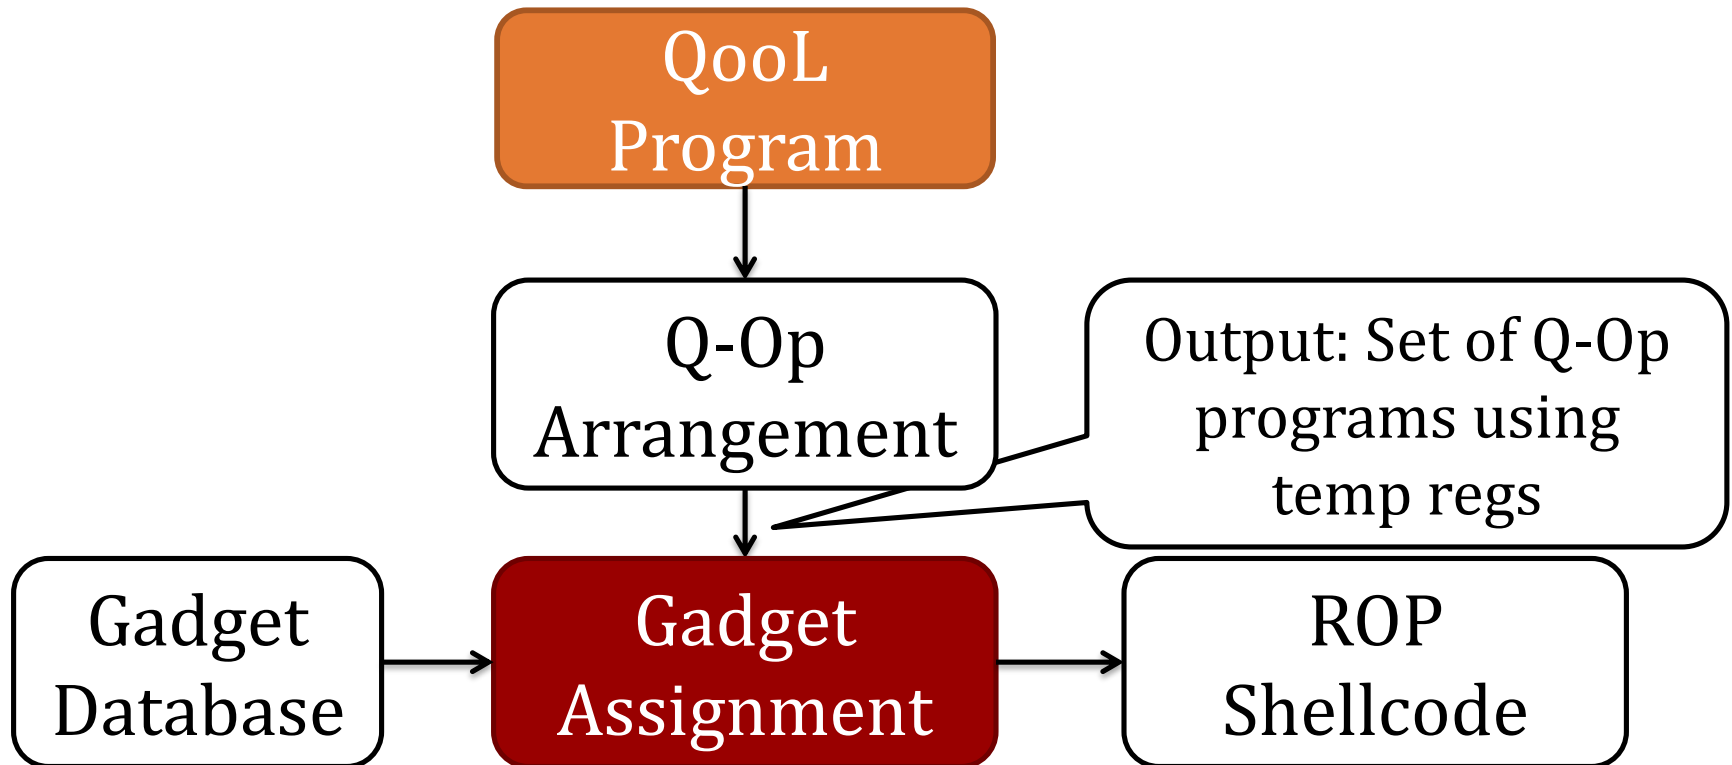 QooL
Program
Q-Op
Arrangement
Output: Set of Q-Op
programs using
temp regs
Gadget
Database
Gadget
Assignment
ROP
Shellcode